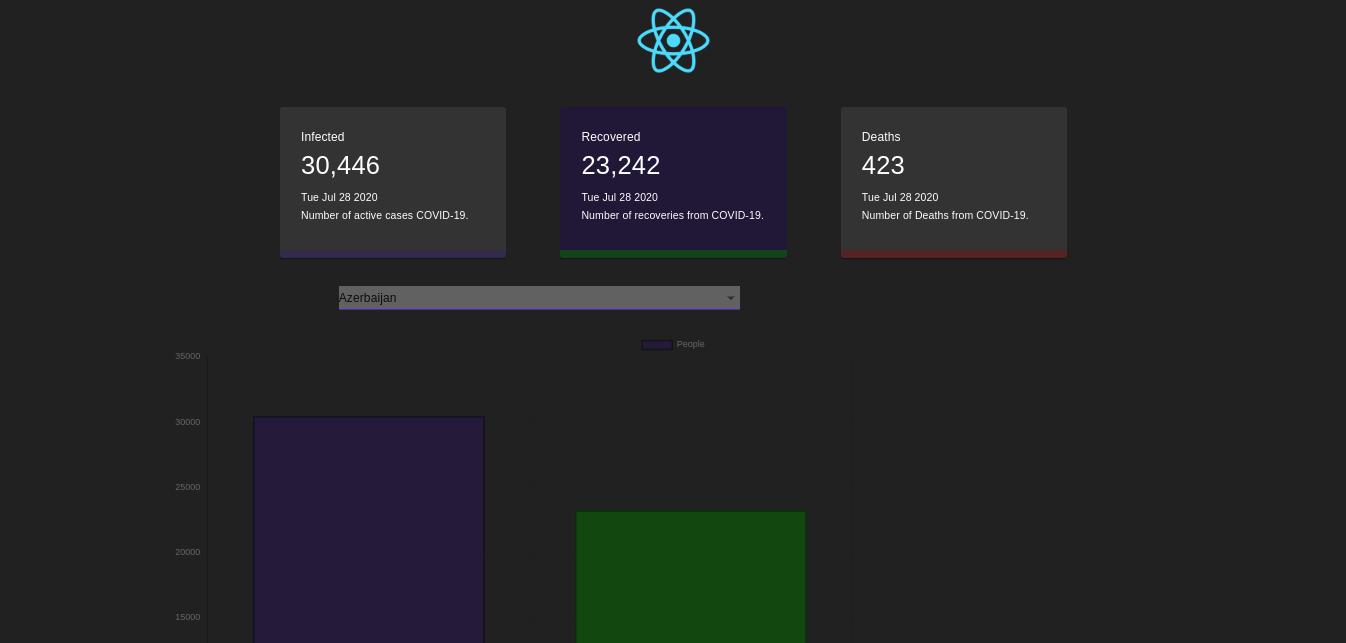 Infected
30,446
Tue Jul 28 2020
Number of active cases COVID-19.
Recovered
23,242
Tue Jul 28 2020
Number of recoveries from COVID-19.
Deaths
423
Tue Jul 28 2020
Number of Deaths from COVID-19.
Azerbaijan
People
35000
30000
25000
20000
15000